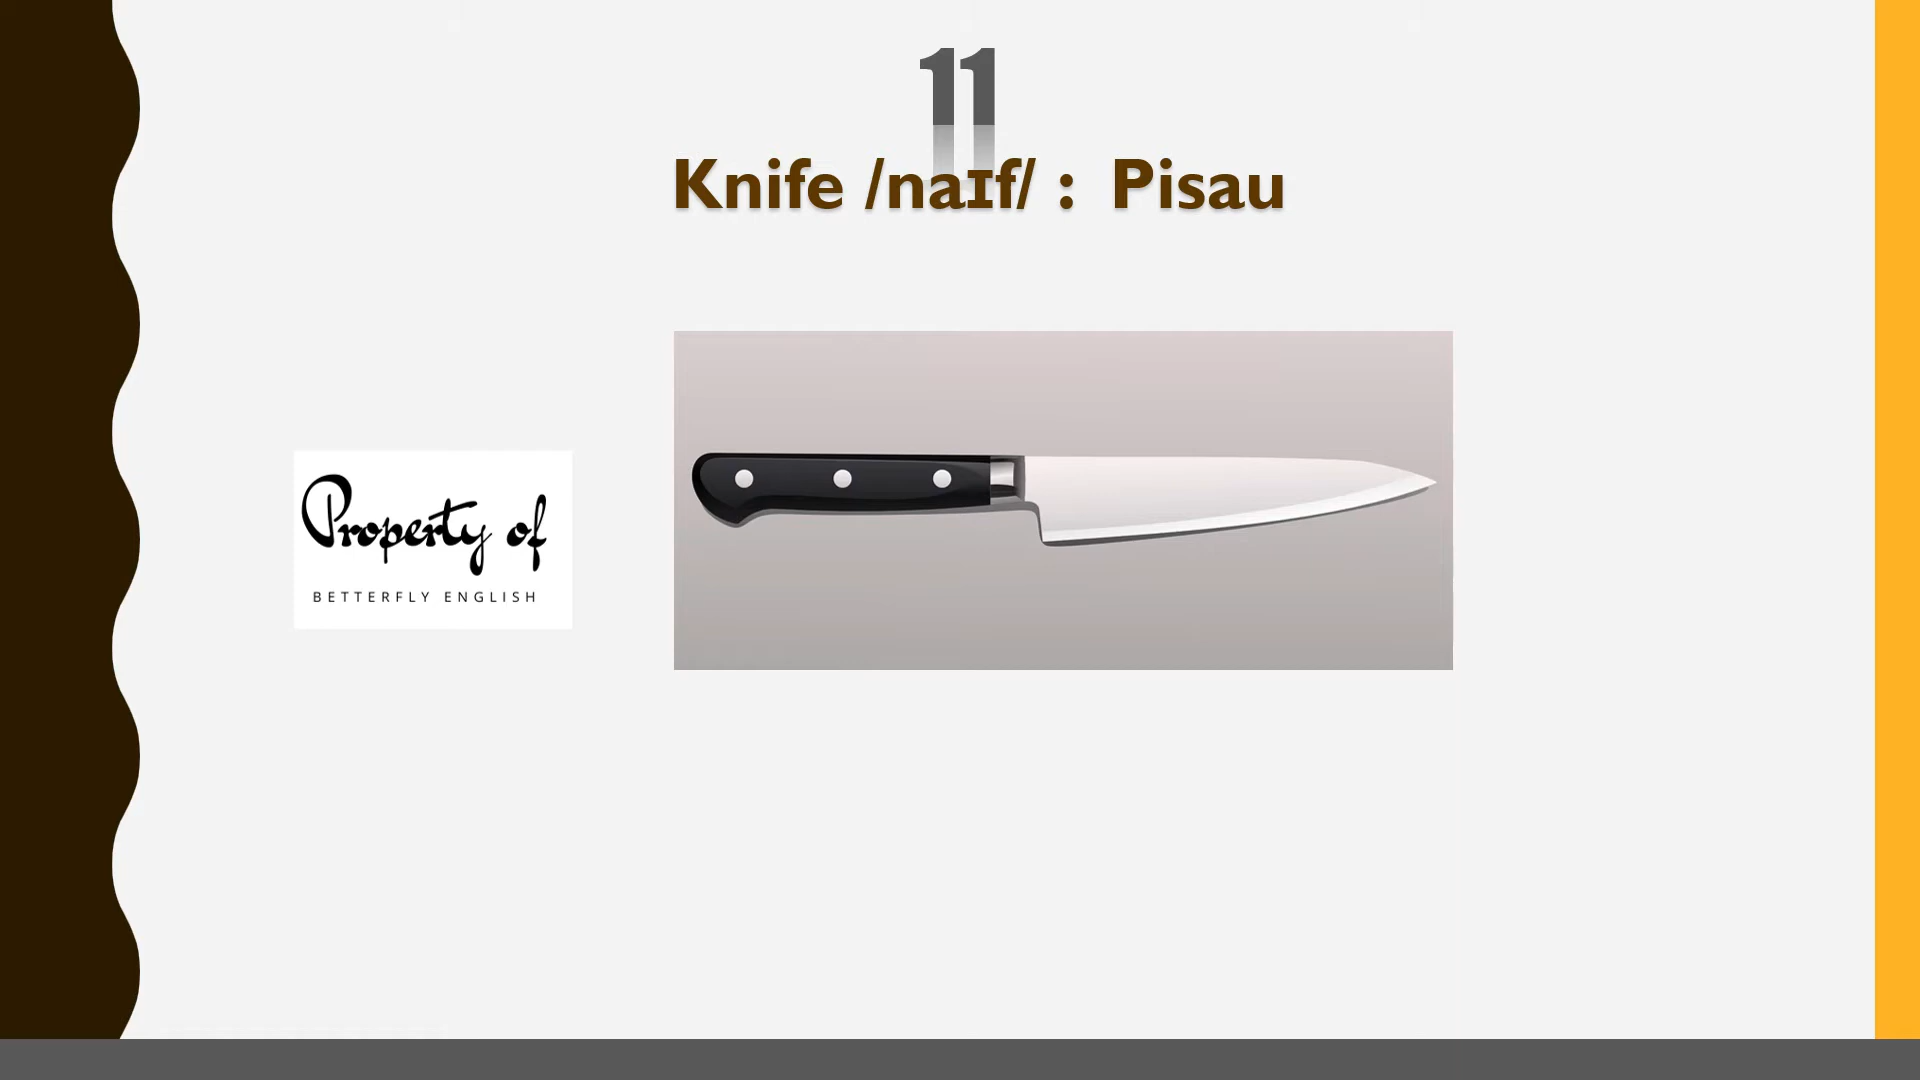 11
Knife /naɪf/ : Pisau
Property of
BETTERFLY ENGLISH